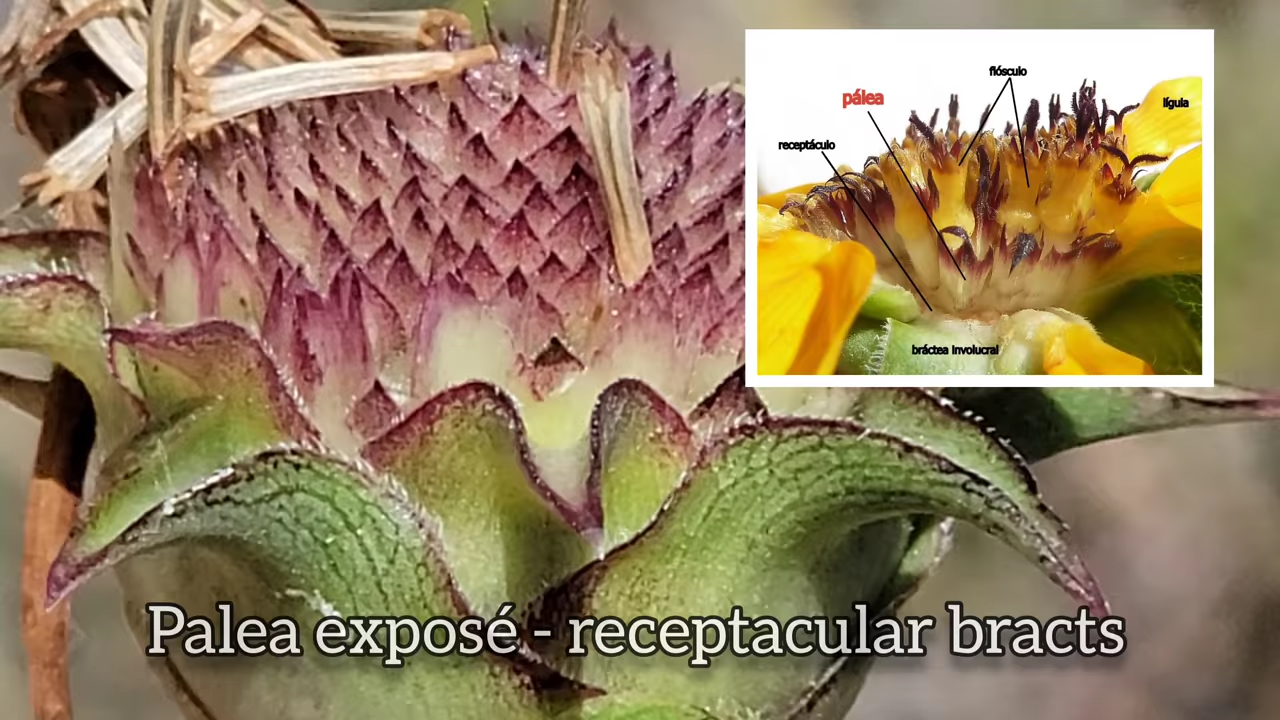 flósculo
pálea
lígula
receptáculo
bráctea involucral
Palea exposé - receptacular bracts